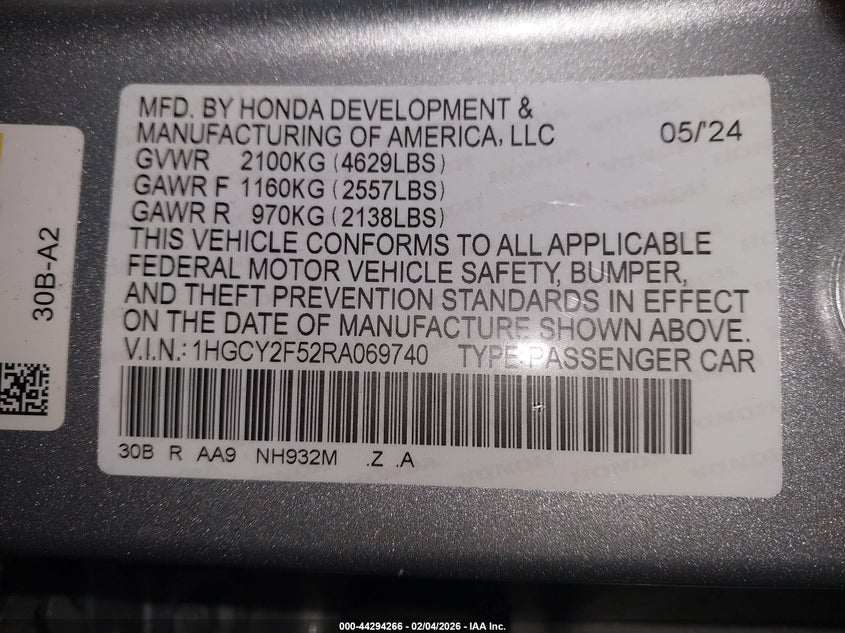 MFD. BY HONDA DEVELOPMENT &
MANUFACTURING OF AMERICA, LLC 05/'24
GVWR 2100KG (4629LBS)
GAWR F 1160KG (2557LBS)
GAWR R 970KG (2138LBS)
THIS VEHICLE CONFORMS TO ALL APPLICABLE
FEDERAL MOTOR VEHICLE SAFETY, BUMPER,
AND THEFT PREVENTION STANDARDS IN EFFECT
ON THE DATE OF MANUFACTURE SHOWN ABOVE.
V.I.N.: 1HGCY2F52RA069740 TYPE PASSENGER CAR
30B R AA9 NH932M .Z .A
30B-A2
000-44294266 - 02/04/2026 - IAA Inc.